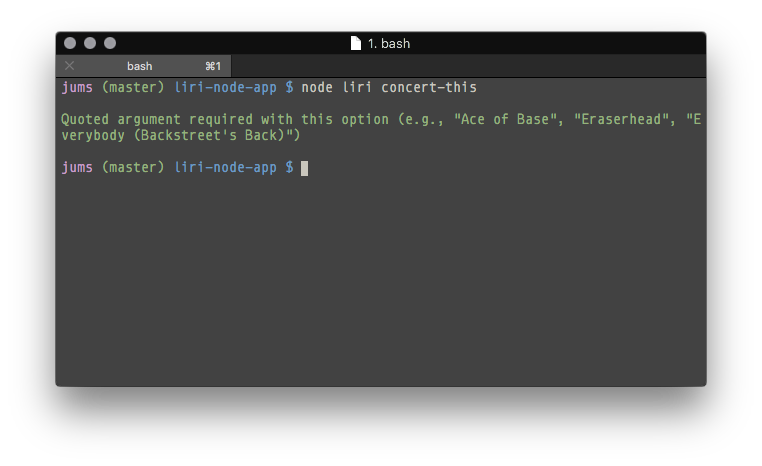 1. bash
bash ⌘1
jums (master) liri-node-app $ node liri concert-this
Quoted argument required with this option (e.g., "Ace of Base", "Eraserhead", "E
verybody (Backstreet's Back)")
jums (master) liri-node-app $